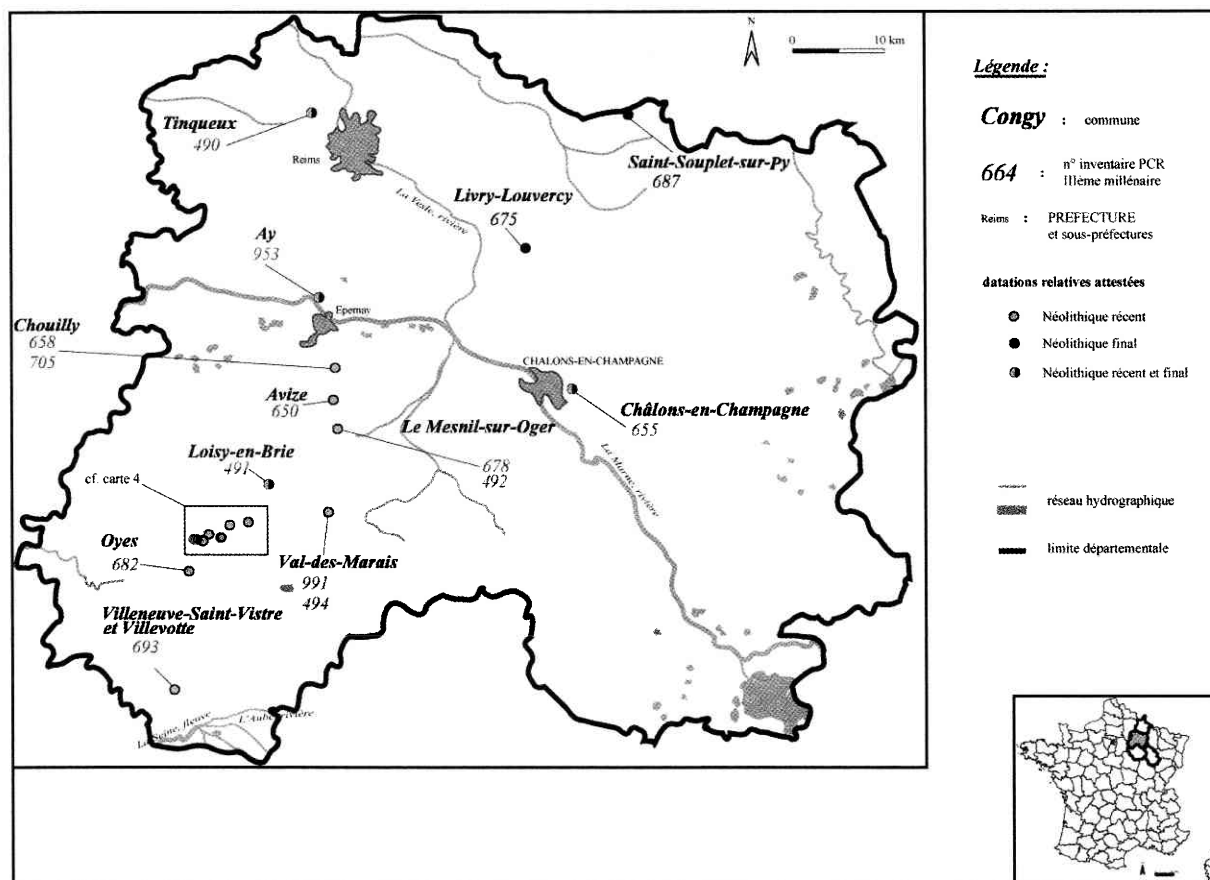 N
0 10 km
Tinqueux
490
Reims
Saint-Souplet-sur-Py
687
Livry-Louvercy
675
La Vesle, rivière
Ay
953
Epernay
Chouilly
658
705
CHALONS-EN-CHAMPAGNE
Avize
650
Châlons-en-Champagne
655
Le Mesnil-sur-Oger
678
492
Loisy-en-Brie
491
La Marne, rivière
cf. carte 4
Oyes
682
Val-des-Marais
991
494
Villeneuve-Saint-Vistre
et Villevotte
693
La Seine, fleuve
L'Aube, rivière
Légende :
Congy : commune
664 : n° inventaire PCR
IIIème millénaire
Reims : PREFECTURE
et sous-préfectures
datations relatives attestées
Néolithique récent
Néolithique final
Néolithique récent et final
réseau hydrographique
limite départementale